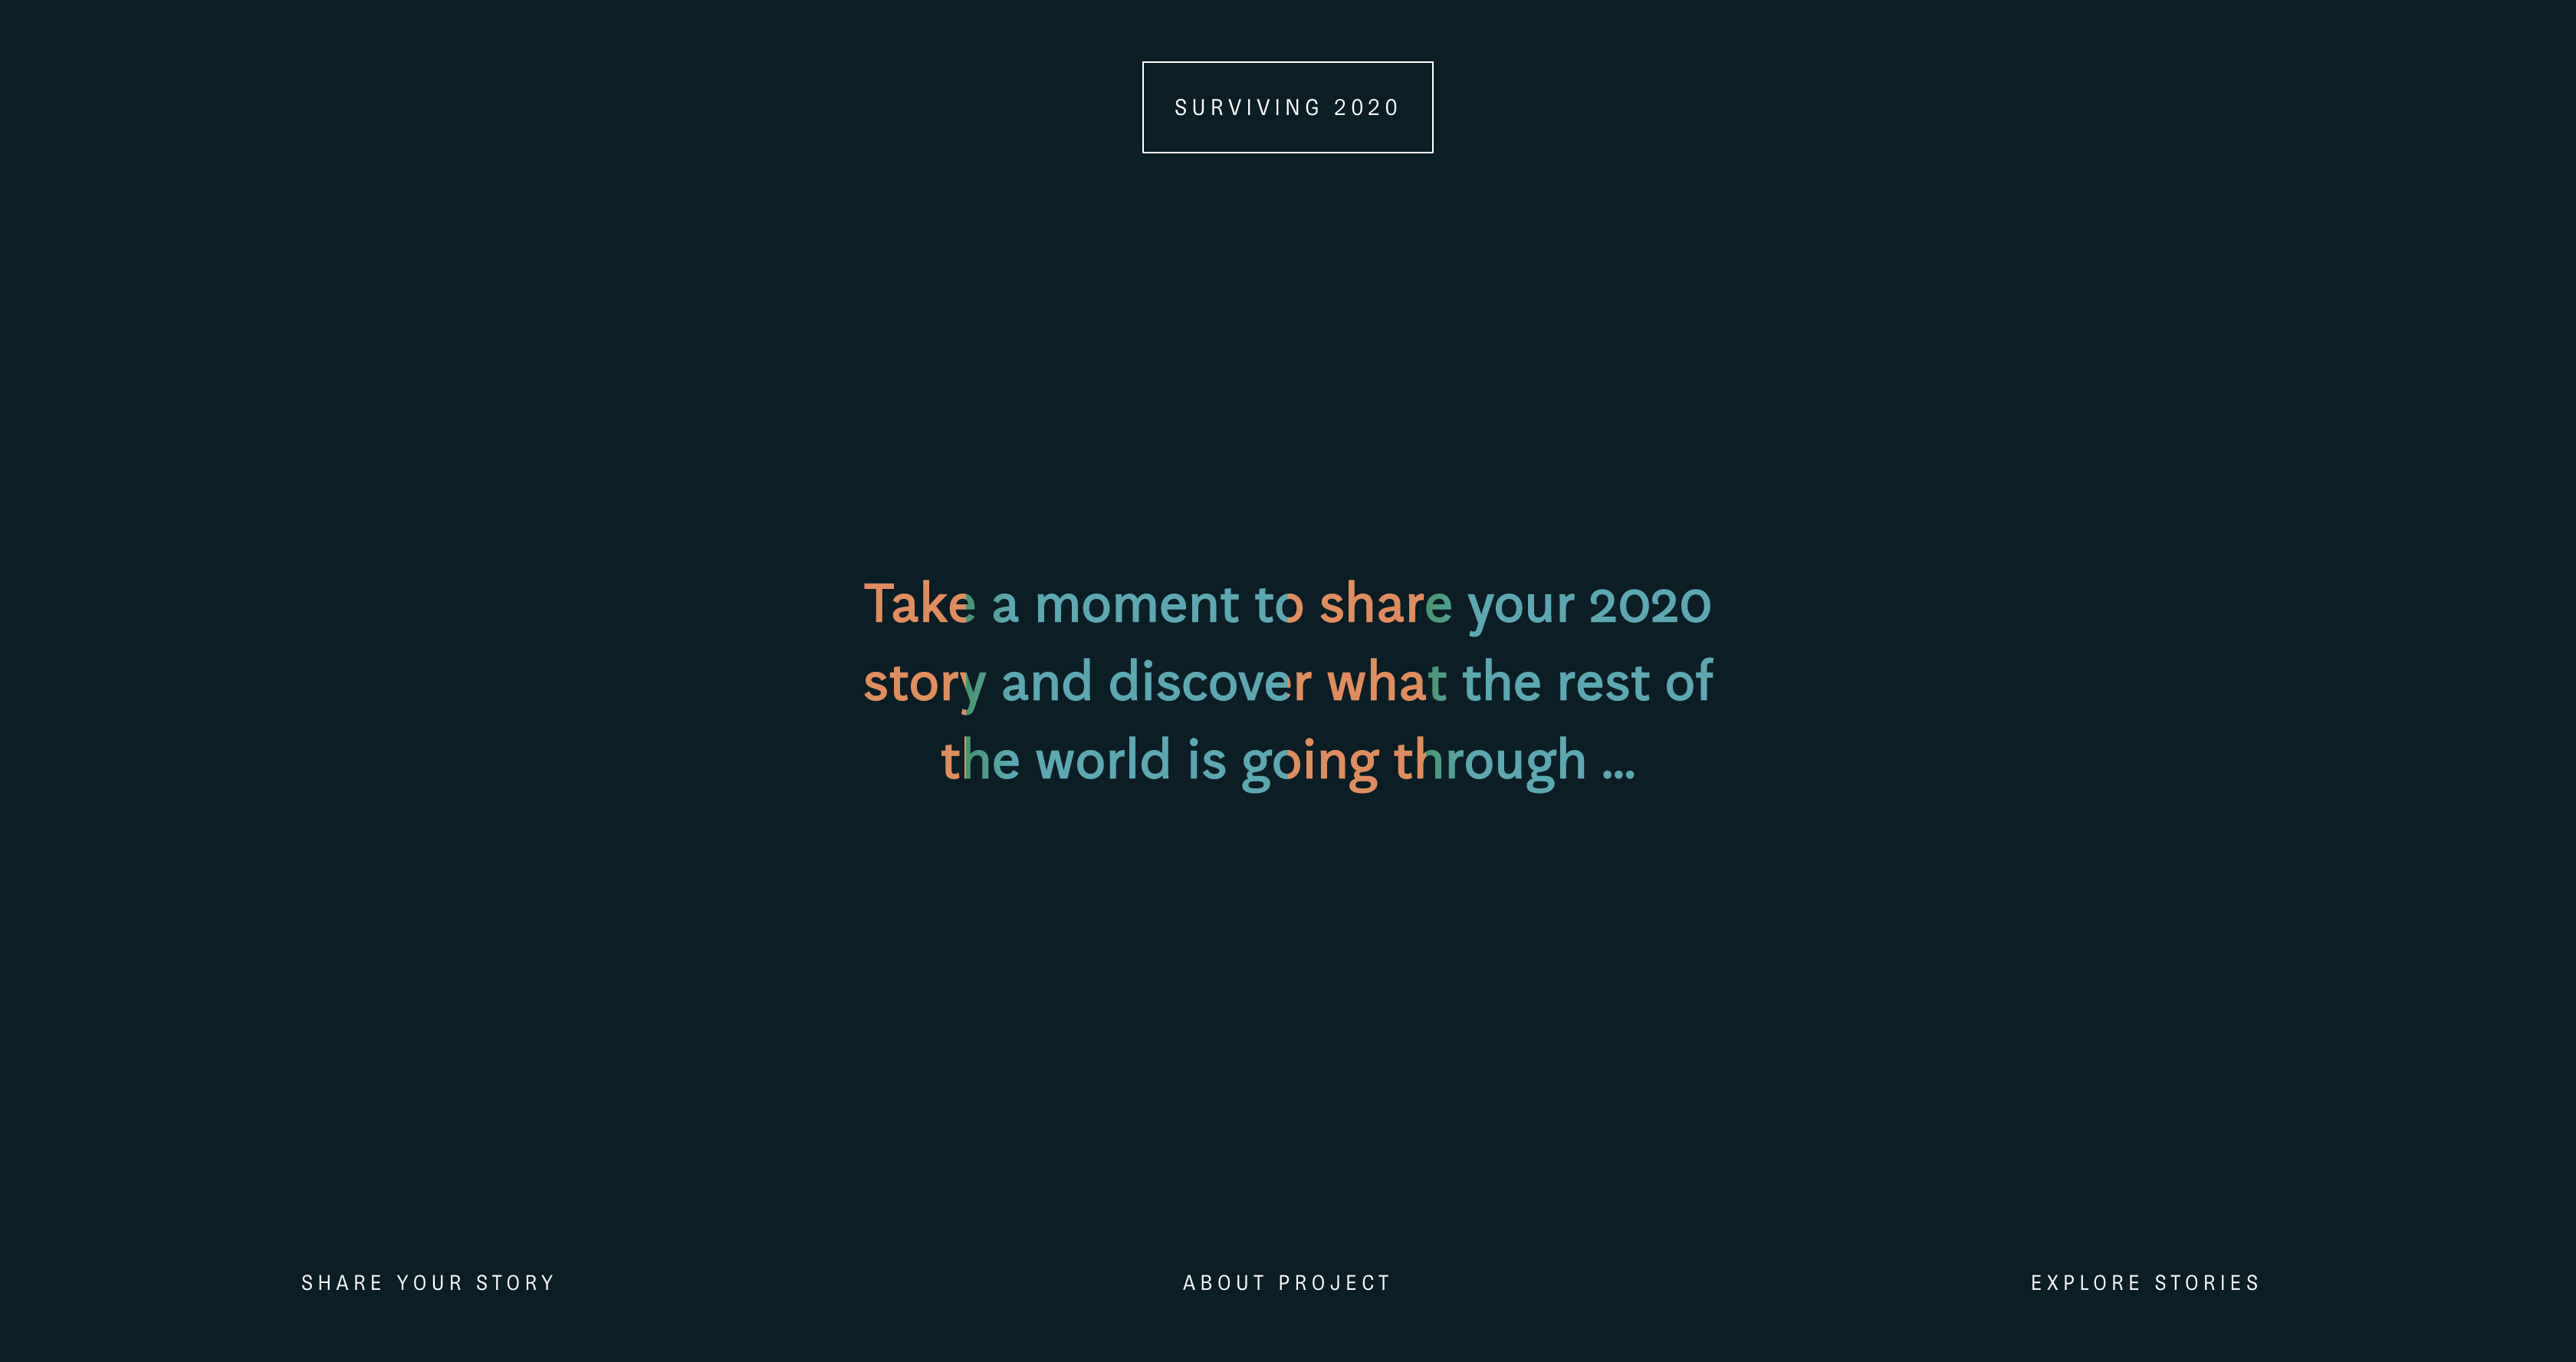 SURVIVING 2020
Take a moment to share your 2020
story and discover what the rest of
the world is going through ...
SHARE YOUR STORY
ABOUT PROJECT
EXPLORE STORIES